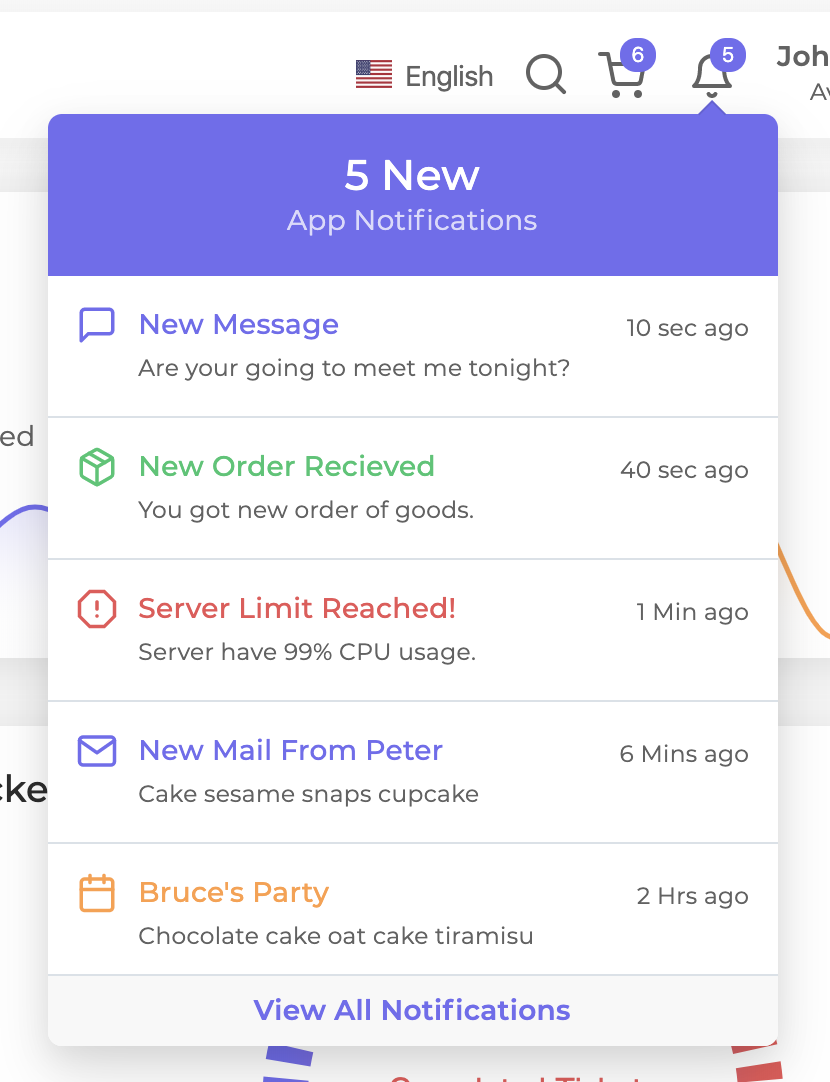 English
6
5
5 New
App Notifications
New Message
10 sec ago
Are your going to meet me tonight?
New Order Recieved
40 sec ago
You got new order of goods.
Server Limit Reached!
1 Min ago
Server have 99% CPU usage.
New Mail From Peter
6 Mins ago
Cake sesame snaps cupcake
Bruce's Party
2 Hrs ago
Chocolate cake oat cake tiramisu
View All Notifications